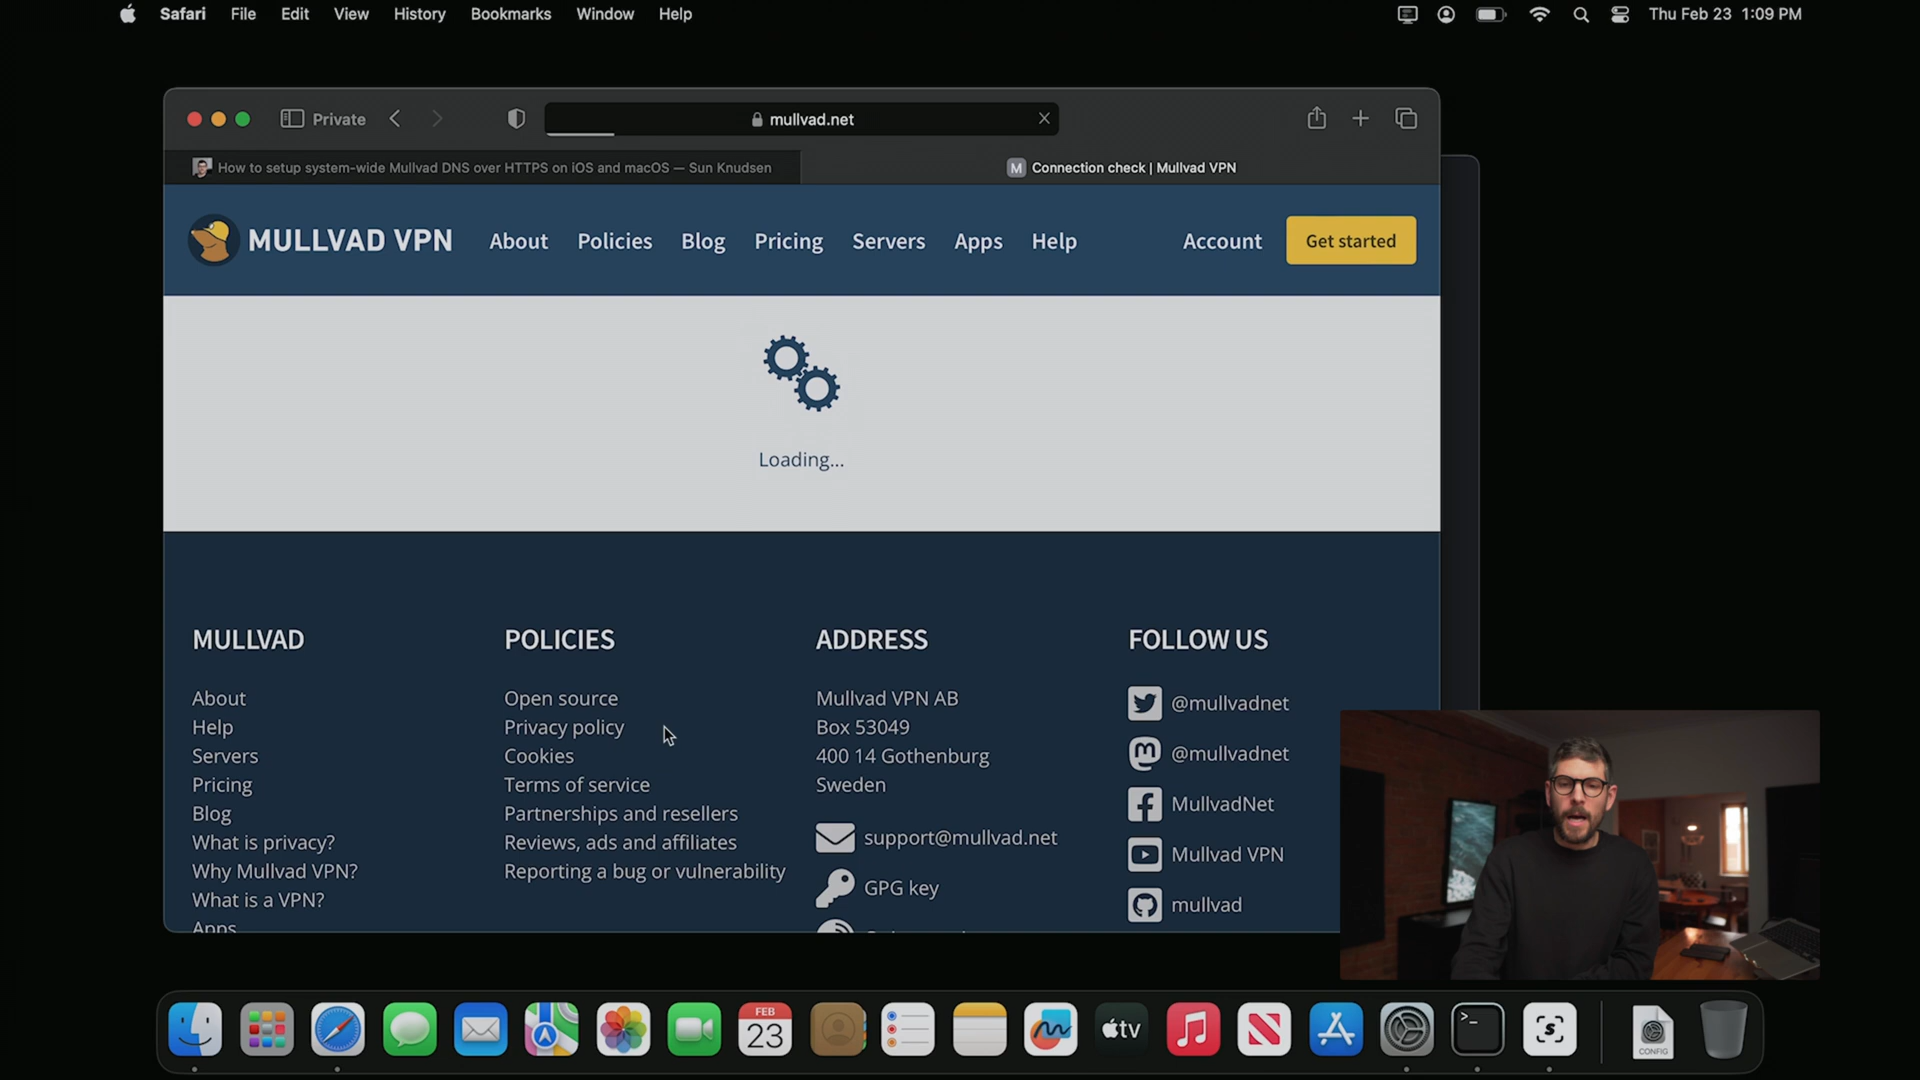 Safari File Edit View History Bookmarks Window Help
Thu Feb 23 1:09 PM
Private
mullvad.net
How to setup system-wide Mullvad DNS over HTTPS on iOS and macOS — Sun Knudsen
M Connection check | Mullvad VPN
MULLVAD VPN About Policies Blog Pricing Servers Apps Help Account Get started
Loading...
MULLVAD
About
Help
Servers
Pricing
Blog
What is privacy?
Why Mullvad VPN?
What is a VPN?
Apps
POLICIES
Open source
Privacy policy
Cookies
Terms of service
Partnerships and resellers
Reviews, ads and affiliates
Reporting a bug or vulnerability
ADDRESS
Mullvad VPN AB
Box 53049
400 14 Gothenburg
Sweden
support@mullvad.net
GPG key
FOLLOW US
@mullvadnet
@mullvadnet
MullvadNet
Mullvad VPN
mullvad
FEB
23
tv
CONFIG